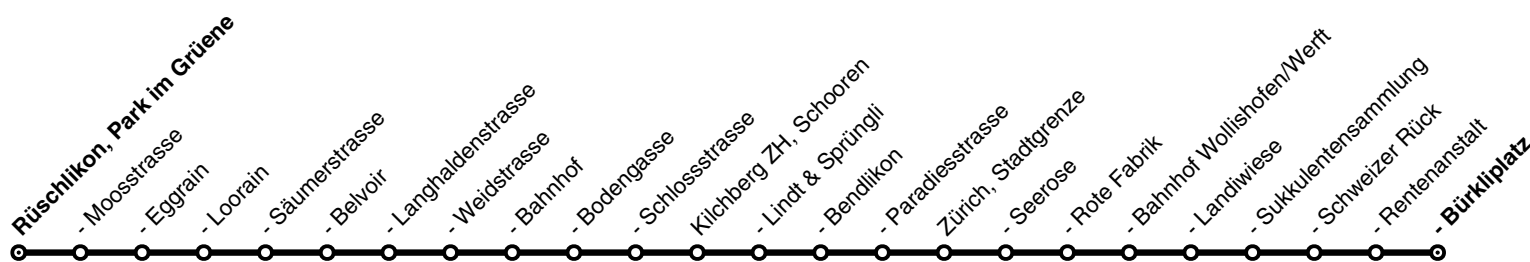 Rüschlikon, Park im Grüene
- Moosstrasse
- Eggrain
- Loorain
- Säumerstrasse
- Belvoir
- Langhaldenstrasse
- Weidstrasse
- Bahnhof
- Bodengasse
- Schlossstrasse
Kilchberg ZH, Schooren
- Lindt & Sprüngli
- Bendlikon
- Paradiesstrasse
Zürich, Stadtgrenze
- Seerose
- Rote Fabrik
- Bahnhof Wollishofen/Werft
- Landiwiese
- Sukkulentensammlung
- Schweizer Rück
- Rentenanstalt
- Bürkliplatz